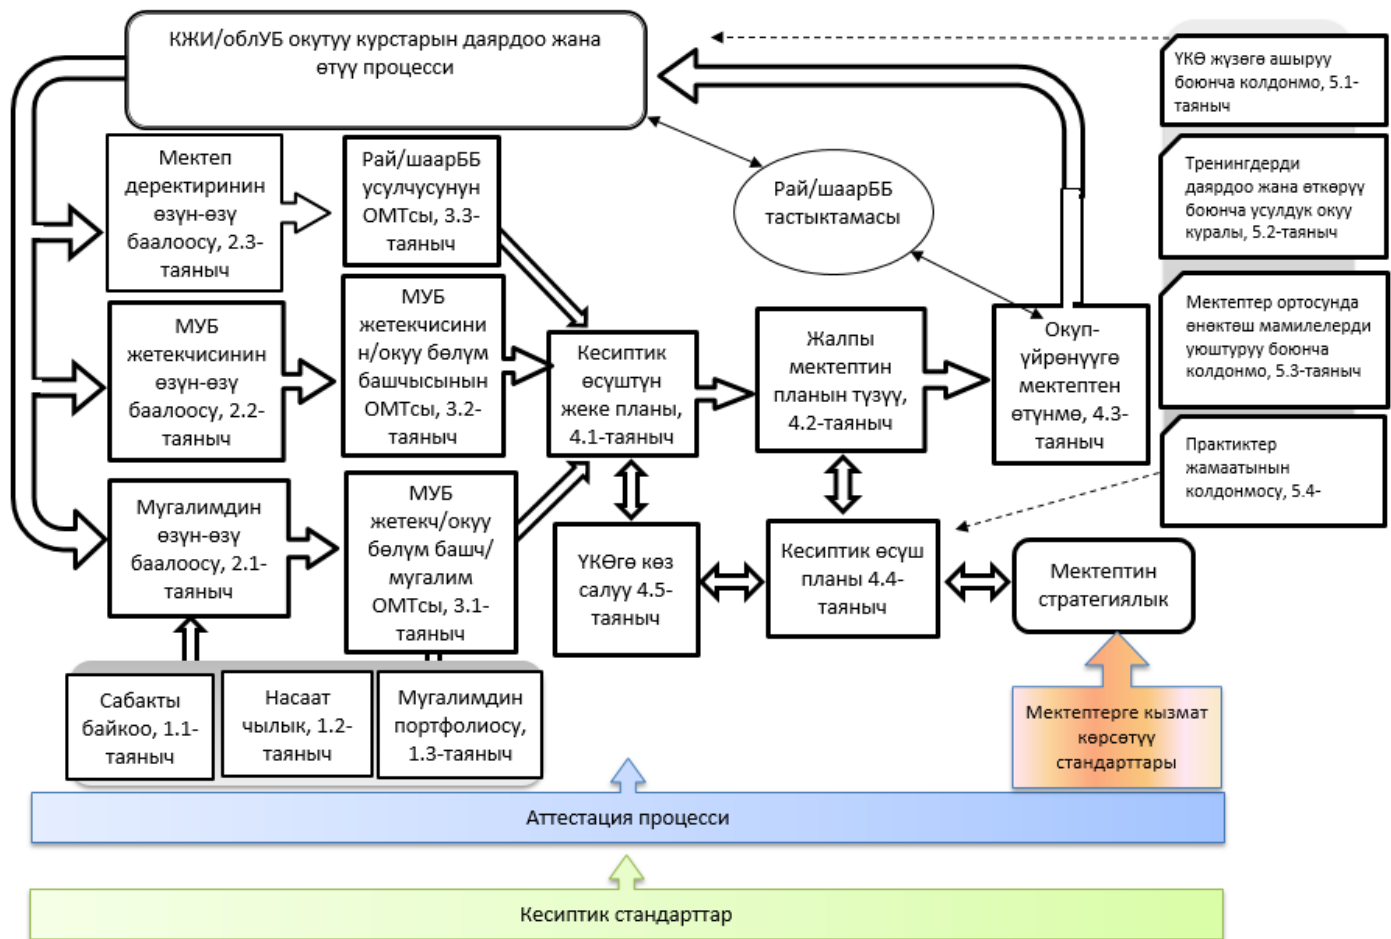 КЖИ/облУБ окутуу курстарын даярдоо жана
өтүү процесси
ҮКӨ жүзөгө ашыруу
боюнча колдонмо, 5.1-
таяныч
Мектеп
деректиринин
өзүн-өзү
баалоосу, 2.3-
таяныч
Рай/шаарББ
усулчусунун
ОМТсы, 3.3-
таяныч
Рай/шаарББ
тастыктамасы
Тренингдерди
даярдоо жана өткөрүү
боюнча усулдук окуу
куралы, 5.2-таяныч
МУБ
жетекчисинин
өзүн-өзү
баалоосу, 2.2-
таяныч
МУБ
жетекчисини
н/окуу бөлүм
башчысынын
ОМТсы, 3.2-
таяныч
Кесиптик
өсүштүн
жеке планы,
4.1-таяныч
Жалпы
мектептин
планын түзүү,
4.2-таяныч
Окуп-
үйрөнүүгө
мектептен
өтүнмө, 4.3-
таяныч
Мектептер ортосунда
өнөктөш мамилелерди
уюштуруу боюнча
колдонмо, 5.3-таяныч
Практиктер
жамаатынын
колдонмосу, 5.4-
Мугалимдин
өзүн-өзү
баалоосу, 2.1-
таяныч
МУБ
жетекч/окуу
бөлүм башч/
мугалим
ОМТсы, 3.1-
таяныч
ҮКӨгө көз
салуу 4.5-
таяныч
Кесиптик өсүш
планы 4.4-
таяныч
Мектептин
стратегиялык
Сабакты
байкоо, 1.1-
таяныч
Насаат
чылык, 1.2-
таяныч
Мугалимдин
портфолиосу,
1.3-таяныч
Мектептерге кызмат
көрсөтүү
стандарттары
Аттестация процесси
Кесиптик стандарттар